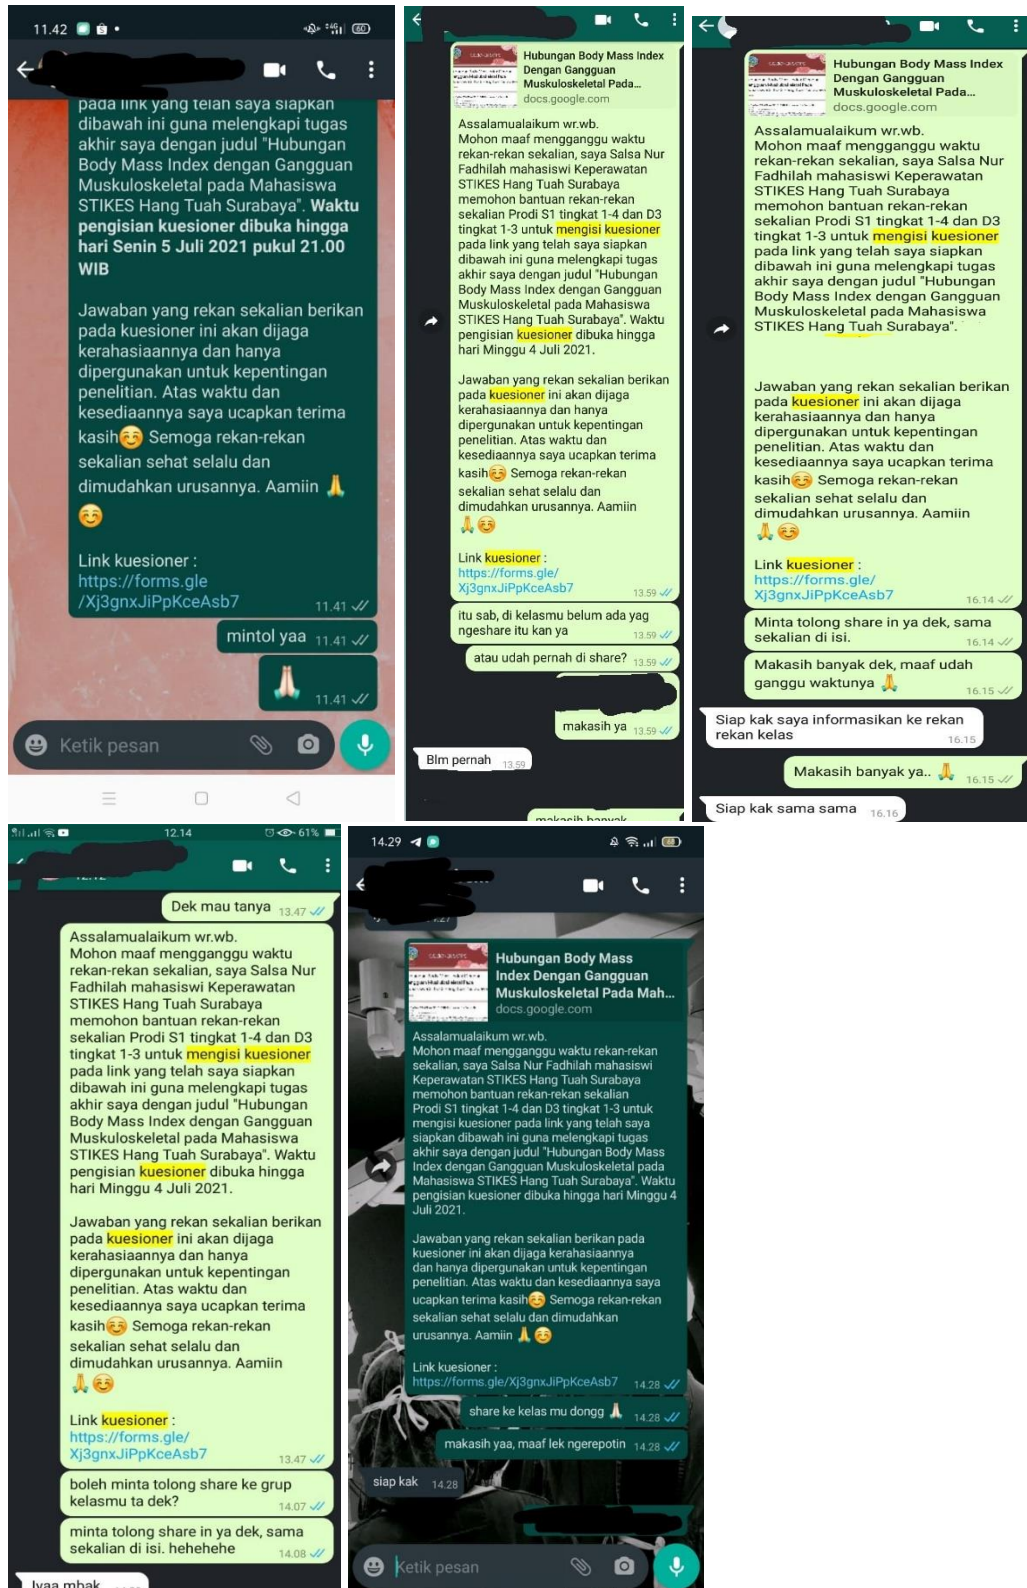 11.42
60
pada link yang telah saya siapkan
dibawah ini guna melengkapi tugas
akhir saya dengan judul "Hubungan
Body Mass Index dengan Gangguan
Muskuloskeletal pada Mahasiswa
STIKES Hang Tuah Surabaya". Waktu
pengisian kuesioner dibuka hingga
hari Senin 5 Juli 2021 pukul 21.00
WIB
Jawaban yang rekan sekalian berikan
pada kuesioner ini akan dijaga
kerahasiaannya dan hanya
dipergunakan untuk kepentingan
penelitian. Atas waktu dan
kesediaannya saya ucapkan terima
kasih☺️ Semoga rekan-rekan
sekalian sehat selalu dan
dimudahkan urusannya. Aamiin 🙏
☺️
Link kuesioner :
https://forms.gle
/Xj3gnxJiPpKceAsb7
11.41
mintol yaa 11.41
🙏🏻
11.41
Ketik pesan
Hubungan Body Mass Index
Dengan Gangguan
Muskuloskeletal Pada...
docs.google.com
Assalamualaikum wr.wb.
Mohon maaf mengganggu waktu
rekan-rekan sekalian, saya Salsa Nur
Fadhilah mahasiswi Keperawatan
STIKES Hang Tuah Surabaya
memohon bantuan rekan-rekan
sekalian Prodi S1 tingkat 1-4 dan D3
tingkat 1-3 untuk mengisi kuesioner
pada link yang telah saya siapkan
dibawah ini guna melengkapi tugas
akhir saya dengan judul "Hubungan
Body Mass Index dengan Gangguan
Muskuloskeletal pada Mahasiswa
STIKES Hang Tuah Surabaya". Waktu
pengisian kuesioner dibuka hingga
hari Minggu 4 Juli 2021.
Jawaban yang rekan sekalian berikan
pada kuesioner ini akan dijaga
kerahasiaannya dan hanya
dipergunakan untuk kepentingan
penelitian. Atas waktu dan
kesediaannya saya ucapkan terima
kasih☺️ Semoga rekan-rekan
sekalian sehat selalu dan
dimudahkan urusannya. Aamiin
🙏☺️
Link kuesioner :
https://forms.gle/
Xj3gnxJiPpKceAsb7
13.59
itu sab, di kelasmu belum ada yag
ngeshare itu kan ya
13.59
atau udah pernah di share? 13.59
makasih ya 13.59
Blm pernah 13.59
makasih banyak
Hubungan Body Mass Index
Dengan Gangguan
Muskuloskeletal Pada...
docs.google.com
Assalamualaikum wr.wb.
Mohon maaf mengganggu waktu
rekan-rekan sekalian, saya Salsa Nur
Fadhilah mahasiswi Keperawatan
STIKES Hang Tuah Surabaya
memohon bantuan rekan-rekan
sekalian Prodi S1 tingkat 1-4 dan D3
tingkat 1-3 untuk mengisi kuesioner
pada link yang telah saya siapkan
dibawah ini guna melengkapi tugas
akhir saya dengan judul "Hubungan
Body Mass Index dengan Gangguan
Muskuloskeletal pada Mahasiswa
STIKES Hang Tuah Surabaya".
Jawaban yang rekan sekalian berikan
pada kuesioner ini akan dijaga
kerahasiaannya dan hanya
dipergunakan untuk kepentingan
penelitian. Atas waktu dan
kesediaannya saya ucapkan terima
kasih☺️ Semoga rekan-rekan
sekalian sehat selalu dan
dimudahkan urusannya. Aamiin
🙏☺️
Link kuesioner :
https://forms.gle/
Xj3gnxJiPpKceAsb7
16.14
Minta tolong share in ya dek, sama
sekalian di isi.
16.14
Makasih banyak dek, maaf udah
ganggu waktunya 🙏
16.15
Siap kak saya informasikan ke rekan
rekan kelas
16.15
Makasih banyak ya.. 🙏 16.15
Siap kak sama sama 16.16
12.14
61%
Dek mau tanya 13.47
Assalamualaikum wr.wb.
Mohon maaf mengganggu waktu
rekan-rekan sekalian, saya Salsa Nur
Fadhilah mahasiswi Keperawatan
STIKES Hang Tuah Surabaya
memohon bantuan rekan-rekan
sekalian Prodi S1 tingkat 1-4 dan D3
tingkat 1-3 untuk mengisi kuesioner
pada link yang telah saya siapkan
dibawah ini guna melengkapi tugas
akhir saya dengan judul "Hubungan
Body Mass Index dengan Gangguan
Muskuloskeletal pada Mahasiswa
STIKES Hang Tuah Surabaya". Waktu
pengisian kuesioner dibuka hingga
hari Minggu 4 Juli 2021.
Jawaban yang rekan sekalian berikan
pada kuesioner ini akan dijaga
kerahasiaannya dan hanya
dipergunakan untuk kepentingan
penelitian. Atas waktu dan
kesediaannya saya ucapkan terima
kasih☺️ Semoga rekan-rekan
sekalian sehat selalu dan
dimudahkan urusannya. Aamiin
🙏☺️
Link kuesioner :
https://forms.gle/
Xj3gnxJiPpKceAsb7
13.47
boleh minta tolong share ke grup
kelasmu ta dek?
14.07
minta tolong share in ya dek, sama
sekalian di isi. hehehehe
14.08
Iyaa mbak
14.29
60
Hubungan Body Mass
Index Dengan Gangguan
Muskuloskeletal Pada Mah...
docs.google.com
Assalamualaikum wr.wb.
Mohon maaf mengganggu waktu rekan-rekan
sekalian, saya Salsa Nur Fadhilah mahasiswi
Keperawatan STIKES Hang Tuah Surabaya
memohon bantuan rekan-rekan sekalian
Prodi S1 tingkat 1-4 dan D3 tingkat 1-3 untuk
mengisi kuesioner pada link yang telah saya
siapkan dibawah ini guna melengkapi tugas
akhir saya dengan judul "Hubungan Body Mass
Index dengan Gangguan Muskuloskeletal pada
Mahasiswa STIKES Hang Tuah Surabaya". Waktu
pengisian kuesioner dibuka hingga hari Minggu 4
Juli 2021.
Jawaban yang rekan sekalian berikan pada
kuesioner ini akan dijaga kerahasiaannya
dan hanya dipergunakan untuk kepentingan
penelitian. Atas waktu dan kesediaannya saya
ucapkan terima kasih☺️ Semoga rekan-rekan
sekalian sehat selalu dan dimudahkan
urusannya. Aamiin 🙏☺️
Link kuesioner :
https://forms.gle/Xj3gnxJiPpKceAsb7 14.28
share ke kelas mu dongg 🙏🏻 14.28
makasih yaa, maaf lek ngerepotin 14.28
siap kak 14.28
Ketik pesan